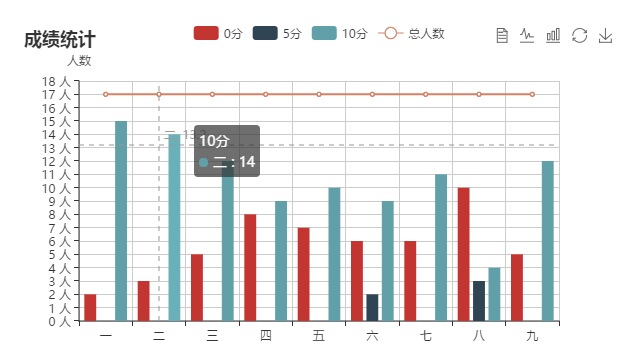 成绩统计
0分
5分
10分
总人数
人数
18 人
17 人
16 人
15 人
14 人
13 人
12 人
11 人
10 人
9 人
8 人
7 人
6 人
5 人
4 人
3 人
2 人
1 人
0 人
10分
二 : 14
一
二
三
四
五
六
七
八
九